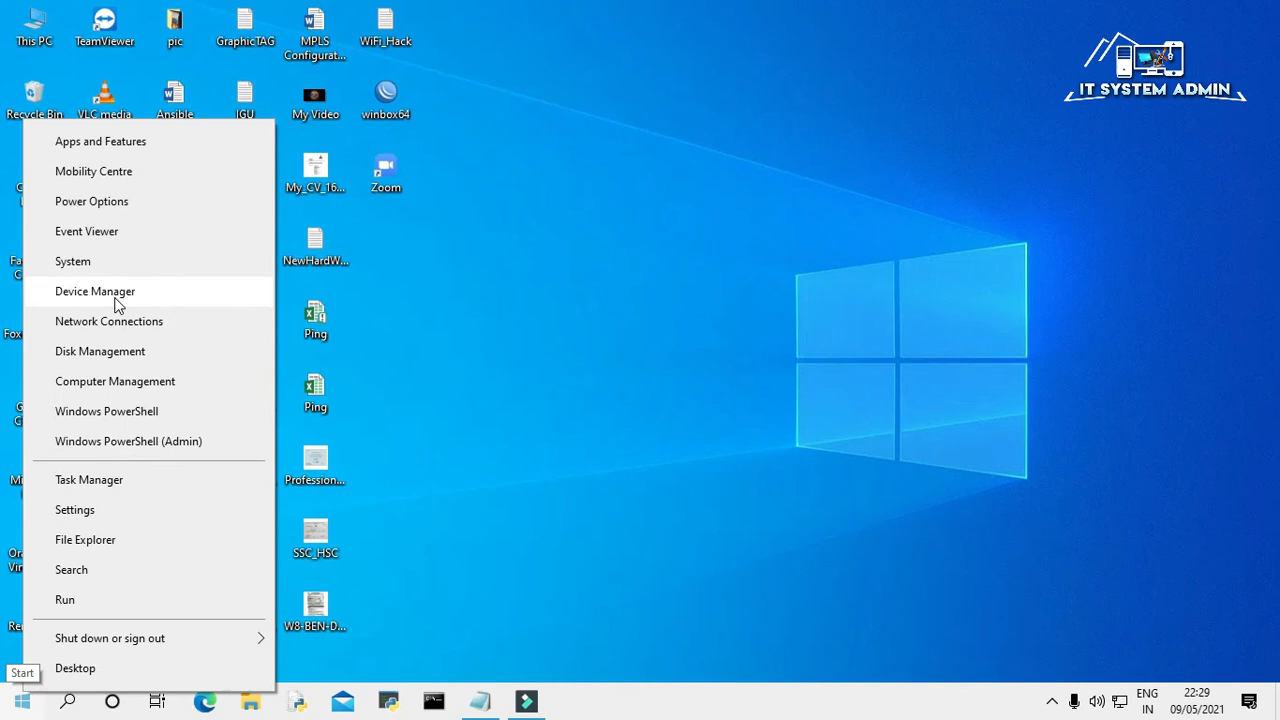 This PC
TeamViewer
pic
GraphicTAG
MPLS
Configurat...
WiFi_Hack
IT SYSTEM ADMIN
Recycle Bin
VLC media
Ansible
IGU
My Video
winbox64
Apps and Features
Mobility Centre
Power Options
Event Viewer
System
Device Manager
Network Connections
Disk Management
Computer Management
Windows PowerShell
Windows PowerShell (Admin)
Task Manager
Settings
File Explorer
Search
Run
Shut down or sign out
Desktop
Start
My_CV_16...
Zoom
NewHardW...
Ping
Ping
Profession...
SSC_HSC
W8-BEN-D...
ENG
IN
22:29
09/05/2021